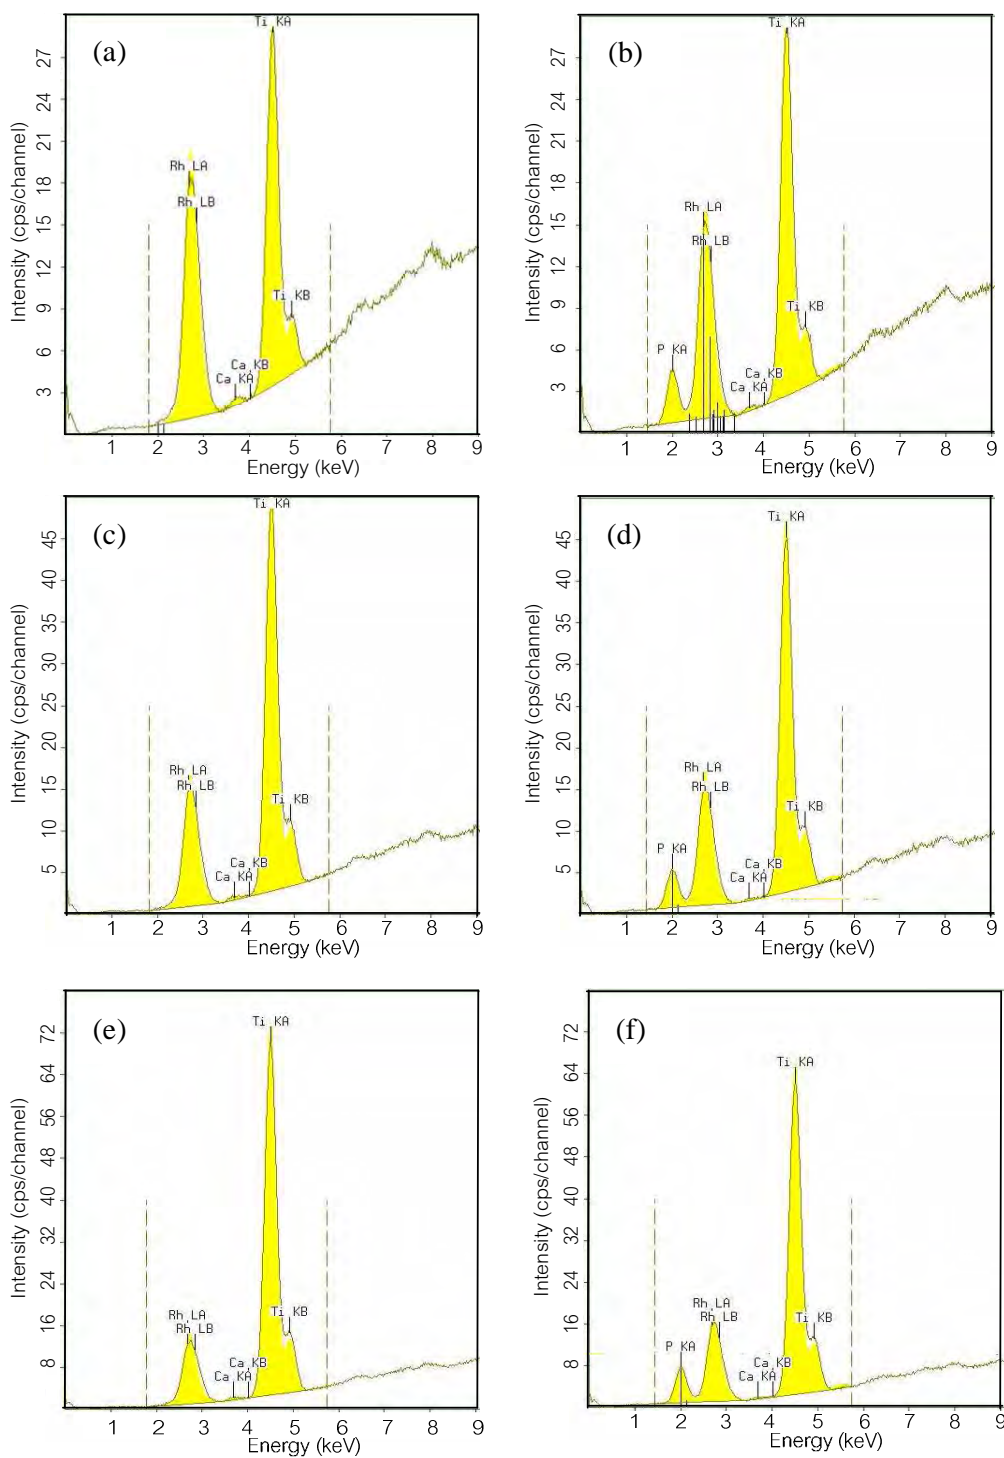 (a)
Intensity (cps/channel)
27
24
21
18
15
12
9
6
3
Ti KA
Rh LA
Rh LB
Ti KB
Ca KB
Ca KA
1 2 3 4 5 6 7 8 9
Energy (keV)
(b)
Intensity (cps/channel)
27
24
21
18
15
12
9
6
3
Ti KA
Rh LA
Rh LB
Ti KB
P KA
Ca KB
Ca KA
1 2 3 4 5 6 7 8 9
Energy (keV)
(c)
Intensity (cps/channel)
45
40
35
30
25
20
15
10
5
Ti KA
Rh LA
Rh LB
Ti KB
Ca KB
Ca KA
1 2 3 4 5 6 7 8 9
Energy (keV)
(d)
Intensity (cps/channel)
45
40
35
30
25
20
15
10
5
Ti KA
Rh LA
Rh LB
Ti KB
P KA
Ca KB
Ca KA
1 2 3 4 5 6 7 8 9
Energy (keV)
(e)
Intensity (cps/channel)
72
64
56
48
40
32
24
16
8
Ti KA
Rh LA
Rh LB
Ti KB
Ca KB
Ca KA
1 2 3 4 5 6 7 8 9
Energy (keV)
(f)
Intensity (cps/channel)
72
64
56
48
40
32
24
16
8
Ti KA
Rh LA
Rh LB
Ti KB
P KA
Ca KB
Ca KA
1 2 3 4 5 6 7 8 9
Energy (keV)